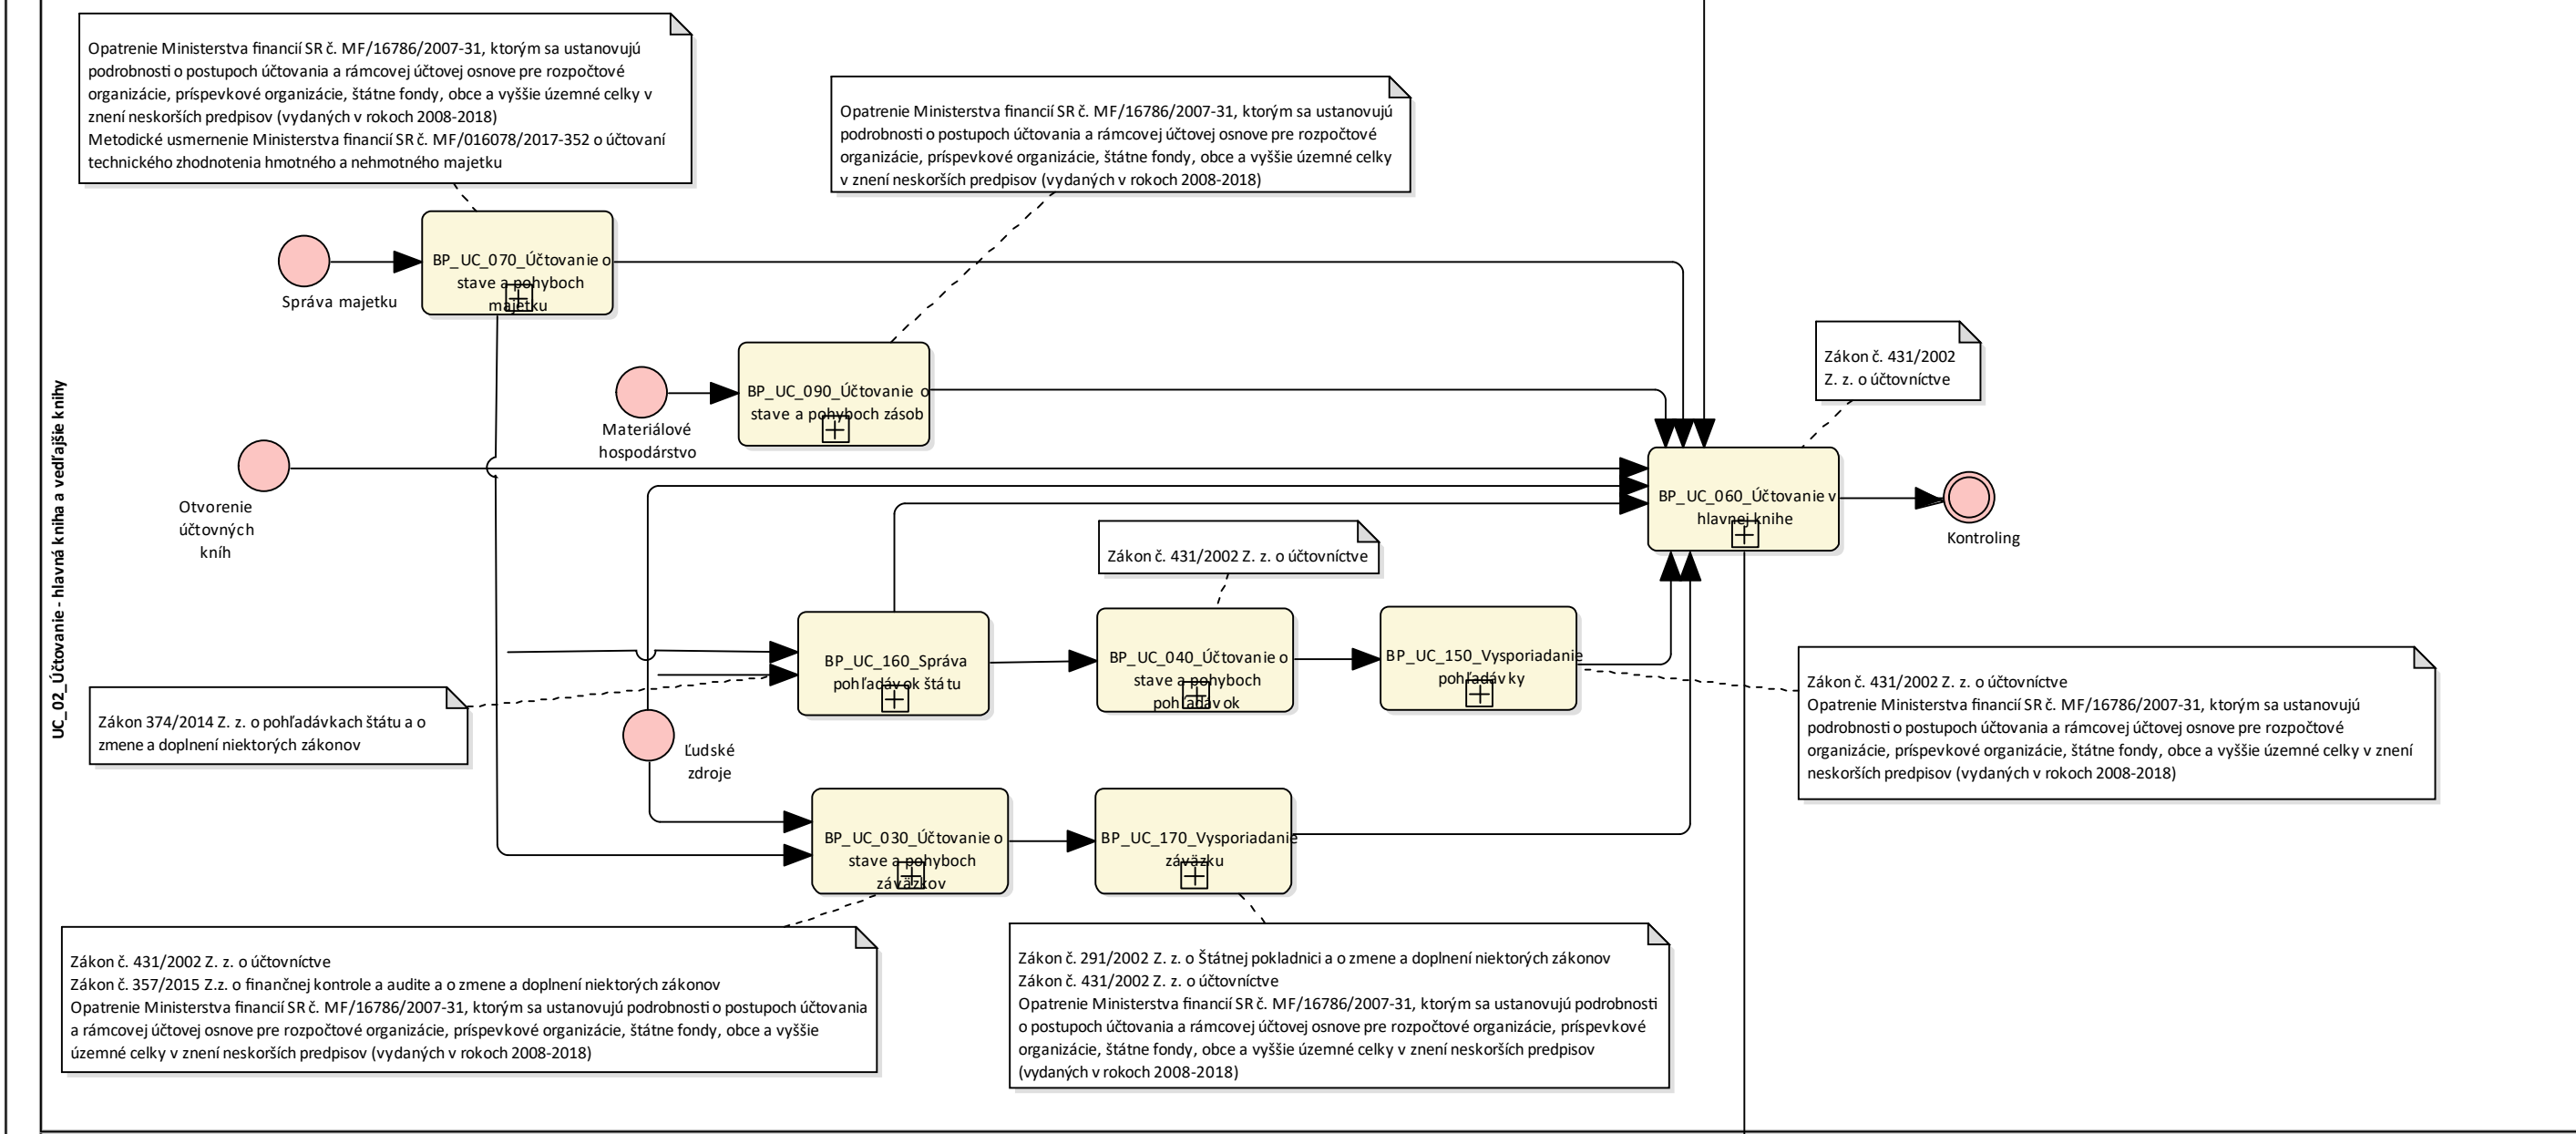 Opatrenie Ministerstva financií SR č. MF/16786/2007-31, ktorým sa ustanovujú
podrobnosti o postupoch účtovania a rámcovej účtovej osnove pre rozpočtové
organizácie, príspevkové organizácie, štátne fondy, obce a vyššie územné celky v
znení neskorších predpisov (vydaných v rokoch 2008-2018)
Metodické usmernenie Ministerstva financií SR č. MF/016078/2017-352 o účtovaní
technického zhodnotenia hmotného a nehmotného majetku
Opatrenie Ministerstva financií SR č. MF/16786/2007-31, ktorým sa ustanovujú
podrobnosti o postupoch účtovania a rámcovej účtovej osnove pre rozpočtové
organizácie, príspevkové organizácie, štátne fondy, obce a vyššie územné celky
v znení neskorších predpisov (vydaných v rokoch 2008-2018)
Správa majetku
BP_UC_070_Účtovanie o
stave a pohyboch
majetku
Materiálové
hospodárstvo
BP_UC_090_Účtovanie o
stave a pohyboch zásob
Zákon č. 431/2002
Z. z. o účtovníctve
UC_02_Účtovanie - hlavná kniha a vedľajšie knihy
Otvorenie
účtovných
kníh
BP_UC_060_Účtovanie v
hlavnej knihe
Kontroling
Zákon č. 431/2002 Z. z. o účtovníctve
BP_UC_160_Správa
pohľadávok štátu
BP_UC_040_Účtovanie o
stave a pohyboch
pohľadávok
BP_UC_150_Vysporiadanie
pohľadávky
Zákon 374/2014 Z. z. o pohľadávkach štátu a o
zmene a doplnení niektorých zákonov
Ľudské
zdroje
Zákon č. 431/2002 Z. z. o účtovníctve
Opatrenie Ministerstva financií SR č. MF/16786/2007-31, ktorým sa ustanovujú
podrobnosti o postupoch účtovania a rámcovej účtovej osnove pre rozpočtové
organizácie, príspevkové organizácie, štátne fondy, obce a vyššie územné celky v znení
neskorších predpisov (vydaných v rokoch 2008-2018)
BP_UC_030_Účtovanie o
stave a pohyboch
záväzkov
BP_UC_170_Vysporiadanie
záväzku
Zákon č. 431/2002 Z. z. o účtovníctve
Zákon č. 357/2015 Z.z. o finančnej kontrole a audite a o zmene a doplnení niektorých zákonov
Opatrenie Ministerstva financií SR č. MF/16786/2007-31, ktorým sa ustanovujú podrobnosti o postupoch účtovania
a rámcovej účtovej osnove pre rozpočtové organizácie, príspevkové organizácie, štátne fondy, obce a vyššie
územné celky v znení neskorších predpisov (vydaných v rokoch 2008-2018)
Zákon č. 291/2002 Z. z. o Štátnej pokladnici a o zmene a doplnení niektorých zákonov
Zákon č. 431/2002 Z. z. o účtovníctve
Opatrenie Ministerstva financií SR č. MF/16786/2007-31, ktorým sa ustanovujú podrobnosti
o postupoch účtovania a rámcovej účtovej osnove pre rozpočtové organizácie, príspevkové
organizácie, štátne fondy, obce a vyššie územné celky v znení neskorších predpisov
(vydaných v rokoch 2008-2018)